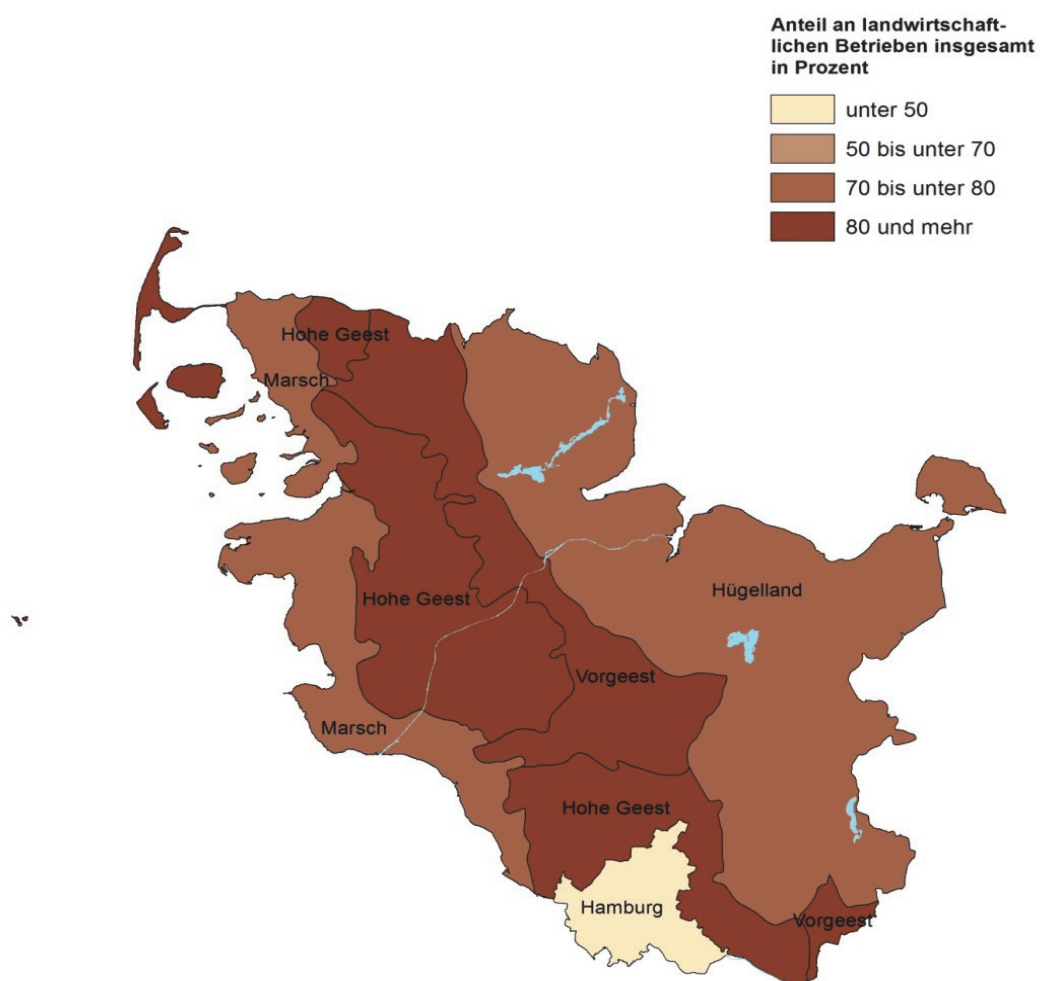 Anteil an landwirtschaft-
lichen Betrieben insgesamt
in Prozent
unter 50
50 bis unter 70
70 bis unter 80
80 und mehr
Hohe Geest
Marsch
Hügelland
Hohe Geest
Vorgeest
Marsch
Hohe Geest
Hamburg
Vorgeest